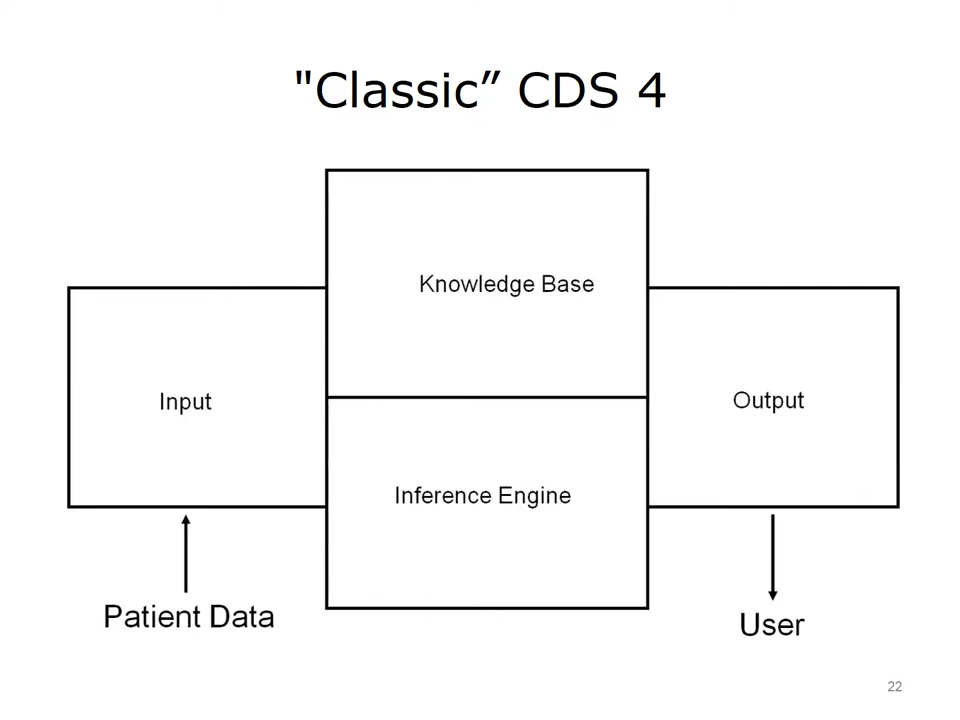 "Classic” CDS 4
Knowledge Base
Input
Output
Inference Engine
Patient Data
User
22